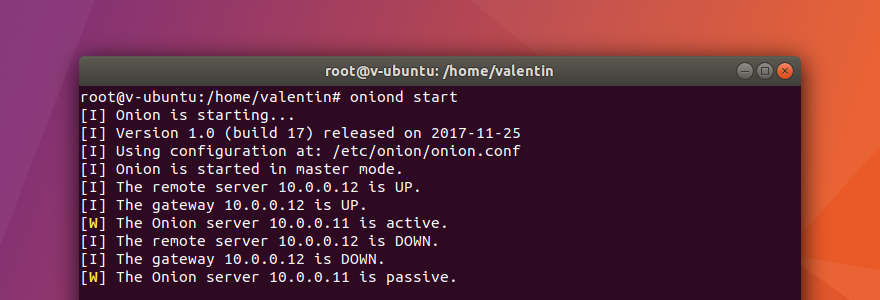 root@v-ubuntu: /home/valentin
root@v-ubuntu:/home/valentin# oniond start
[I] Onion is starting...
[I] Version 1.0 (build 17) released on 2017-11-25
[I] Using configuration at: /etc/onion/onion.conf
[I] Onion is started in master mode.
[I] The remote server 10.0.0.12 is UP.
[I] The gateway 10.0.0.12 is UP.
[W] The Onion server 10.0.0.11 is active.
[I] The remote server 10.0.0.12 is DOWN.
[I] The gateway 10.0.0.12 is DOWN.
[W] The Onion server 10.0.0.11 is passive.